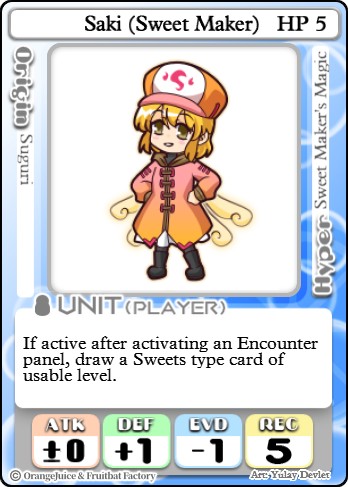 Saki (Sweet Maker) HP 5
Origin Suguri
Hyper Sweet Maker's Magic
S
UNIT (PLAYER)
If active after activating an Encounter
panel, draw a Sweets type card of
usable level.
ATK DEF EVD REC
±0 +1 -1 5
© OrangeJuice & Fruitbat Factory Art: Yulay Devlet